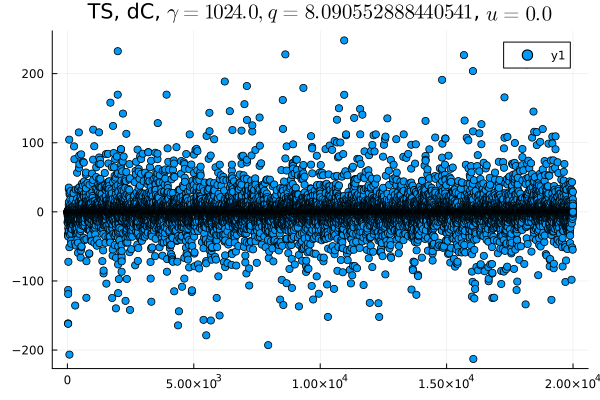 TS, dC, γ = 1024.0, q = 8.090552888440541, u = 0.0
y1
200
100
0
−100
−200
0 5.00×10³ 1.00×10⁴ 1.50×10⁴ 2.00×10⁴